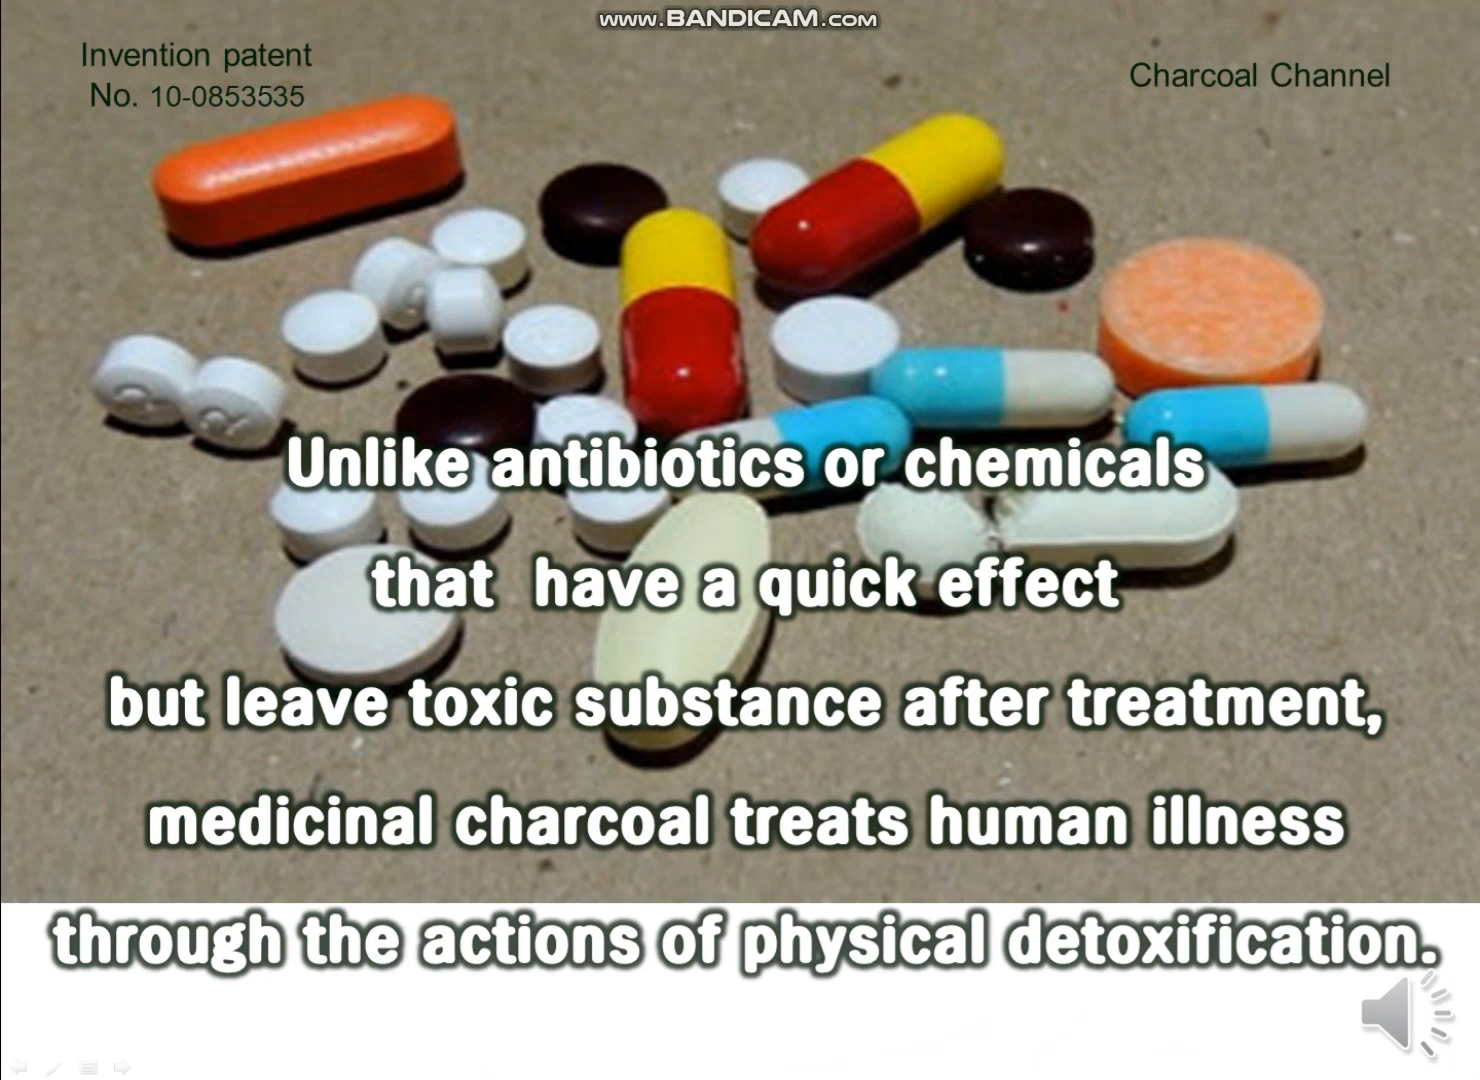 www.BANDICAM.com
Invention patent
No. 10-0853535
Charcoal Channel
Unlike antibiotics or chemicals
that have a quick effect
but leave toxic substance after treatment,
medicinal charcoal treats human illness
through the actions of physical detoxification.